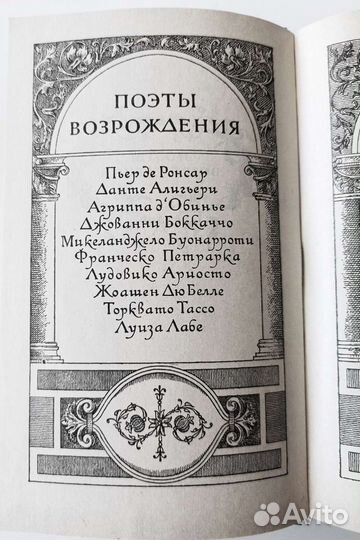 ПОЭТЫ
ВОЗРОЖДЕНИЯ
Пьер де Ронсар
Данте Алигьери
Агриппа д'Обинье
Джованни Боккаччо
Микеланджело Буонарроти
Франческо Петрарка
Лудовико Ариосто
Жоашен Дю Белле
Торквато Тассо
Луиза Лабе
Avito